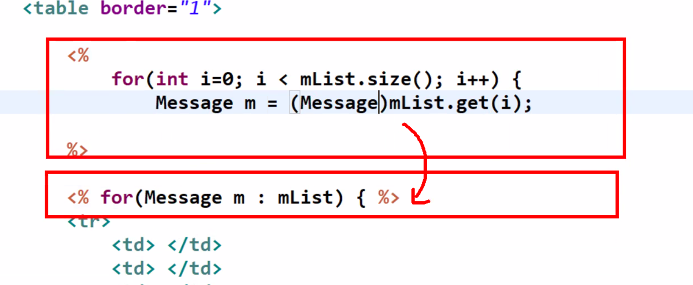 <table border="1">
<%
for(int i=0; i < mList.size(); i++) {
Message m = (Message)mList.get(i);
%>
<% for(Message m : mList) { %>
<tr>
<td> </td>
<td> </td>